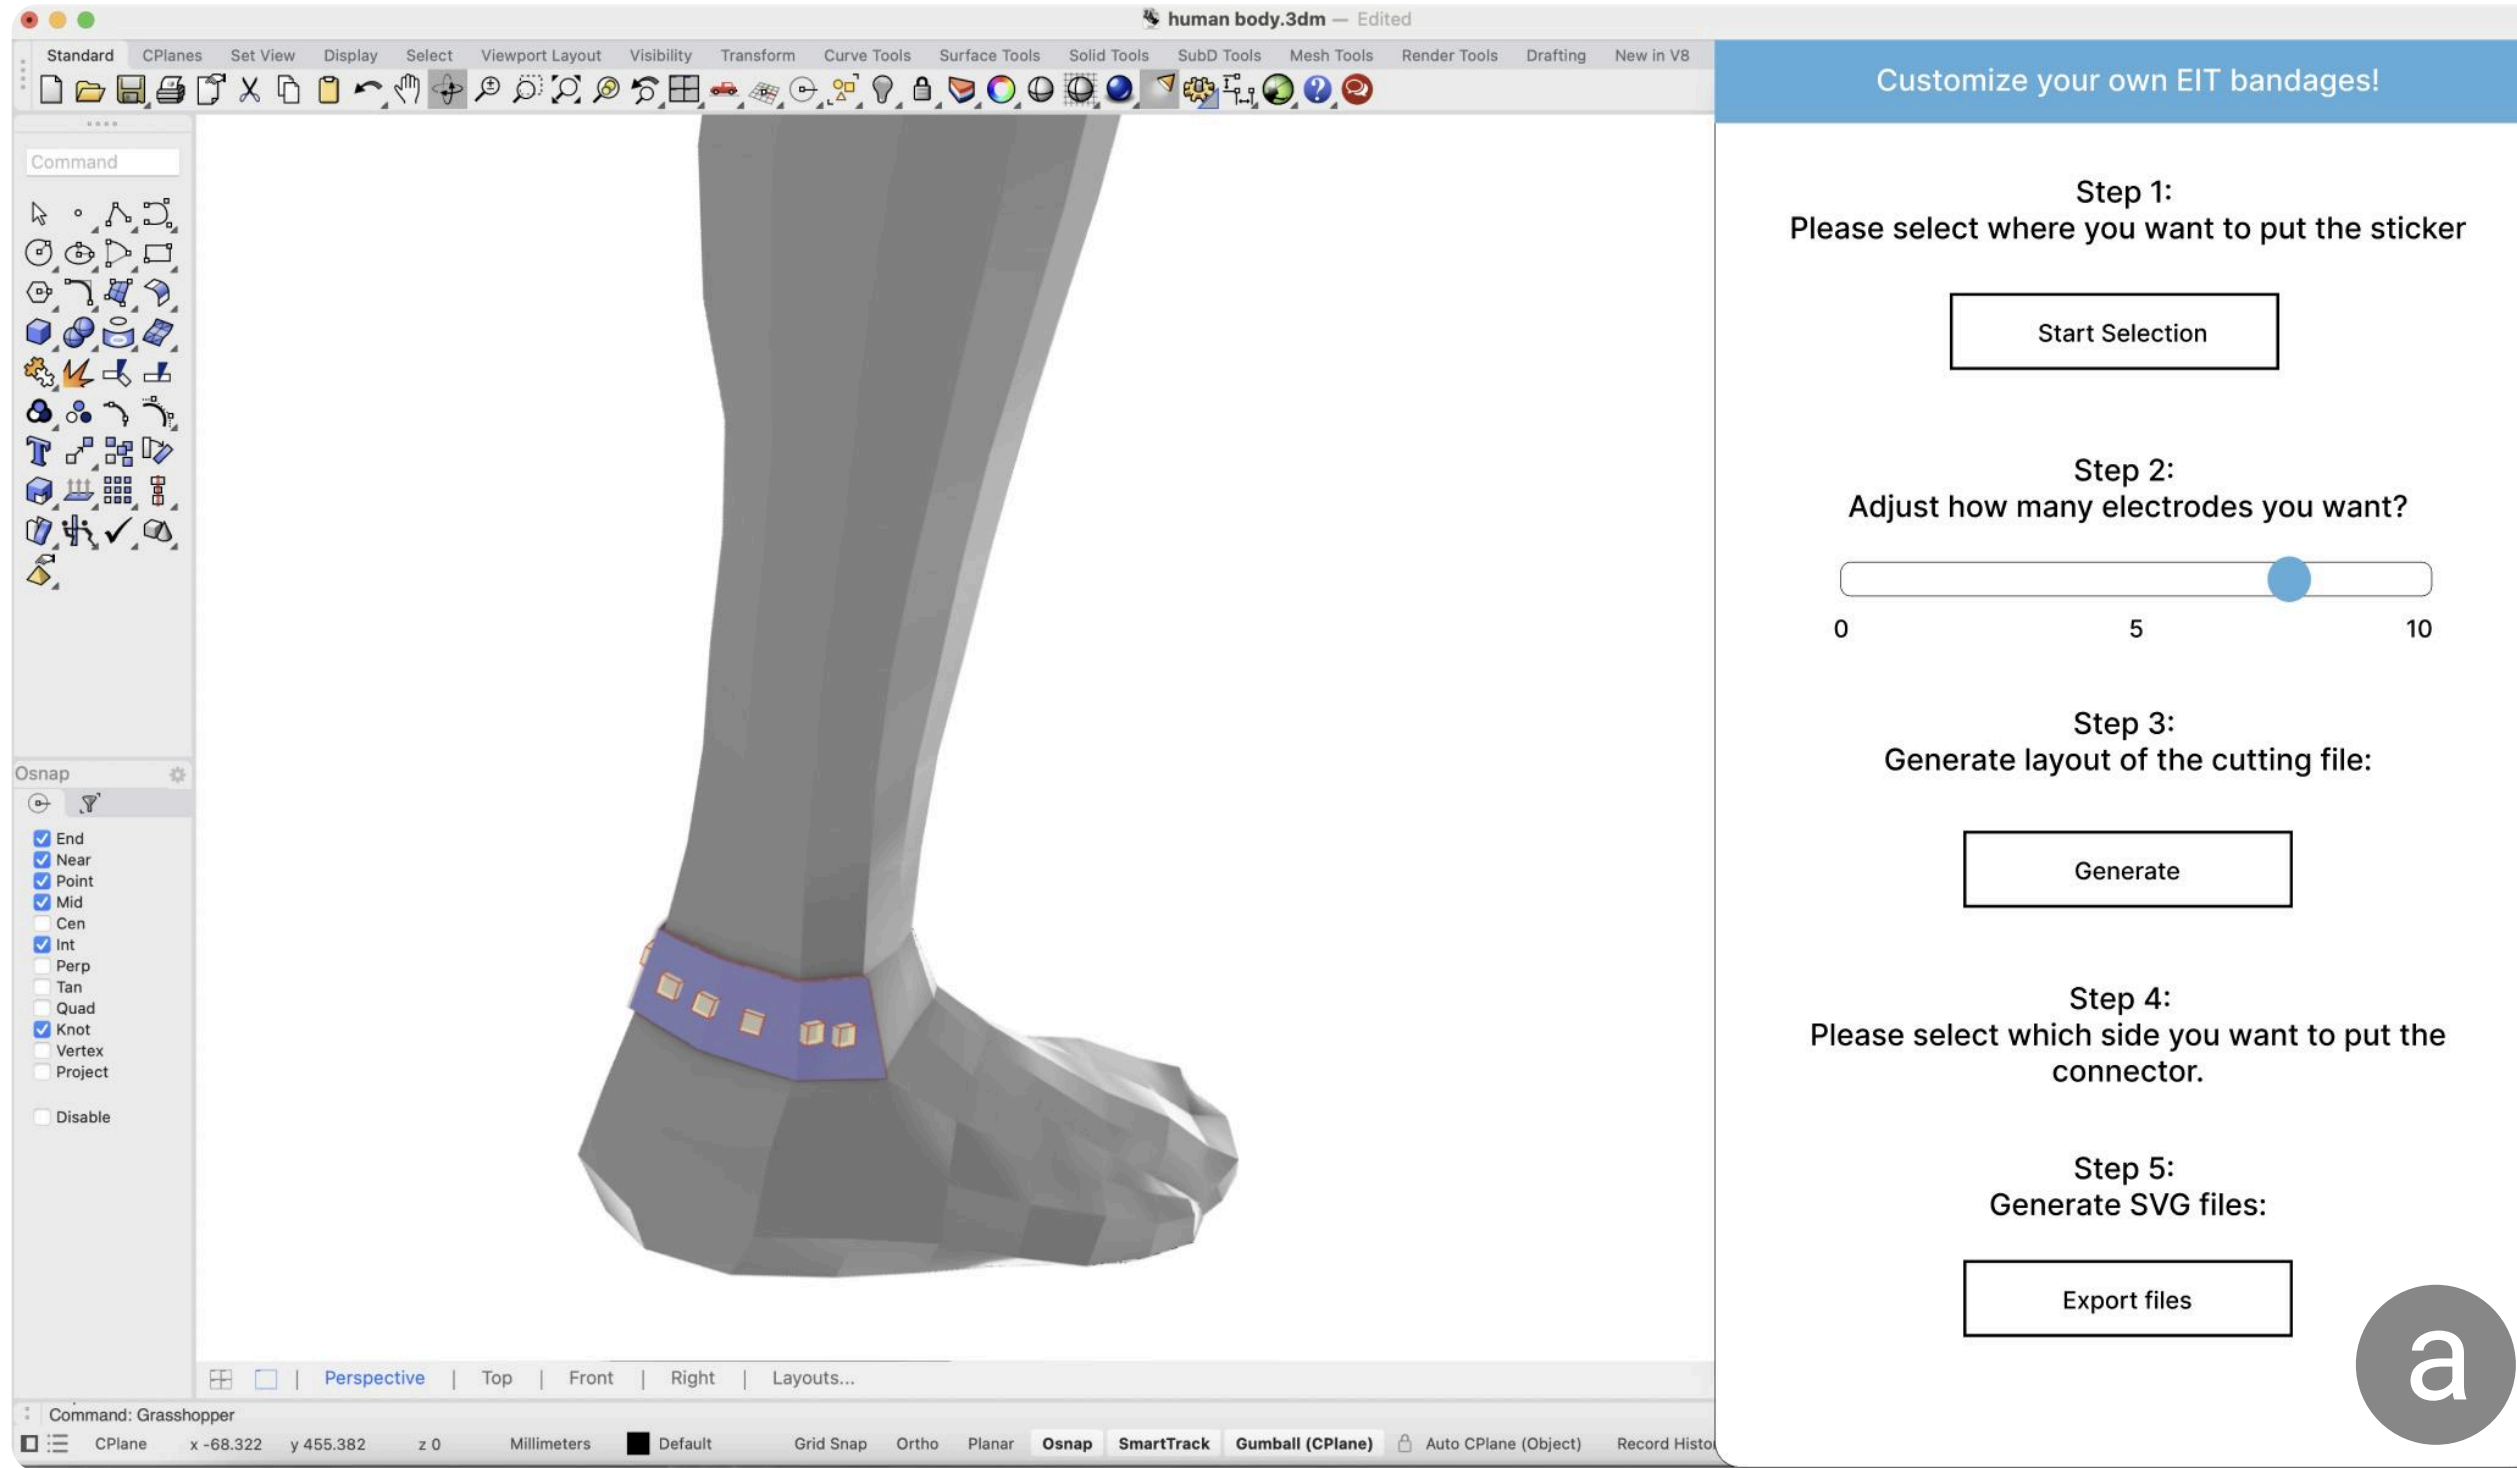 human body.3dm — Edited
Standard CPlanes Set View Display Select Viewport Layout Visibility Transform Curve Tools Surface Tools Solid Tools SubD Tools Mesh Tools Render Tools Drafting New in V8
Command
Osnap
End
Near
Point
Mid
Cen
Int
Perp
Tan
Quad
Knot
Vertex
Project
Disable
Perspective | Top | Front | Right | Layouts...
Command: Grasshopper
CPlane x -68.322 y 455.382 z 0 Millimeters Default Grid Snap Ortho Planar Osnap SmartTrack Gumball (CPlane) Auto CPlane (Object) Record Histo
Customize your own EIT bandages!
Step 1:
Please select where you want to put the sticker
Start Selection
Step 2:
Adjust how many electrodes you want?
0 5 10
Step 3:
Generate layout of the cutting file:
Generate
Step 4:
Please select which side you want to put the
connector.
Step 5:
Generate SVG files:
Export files
a